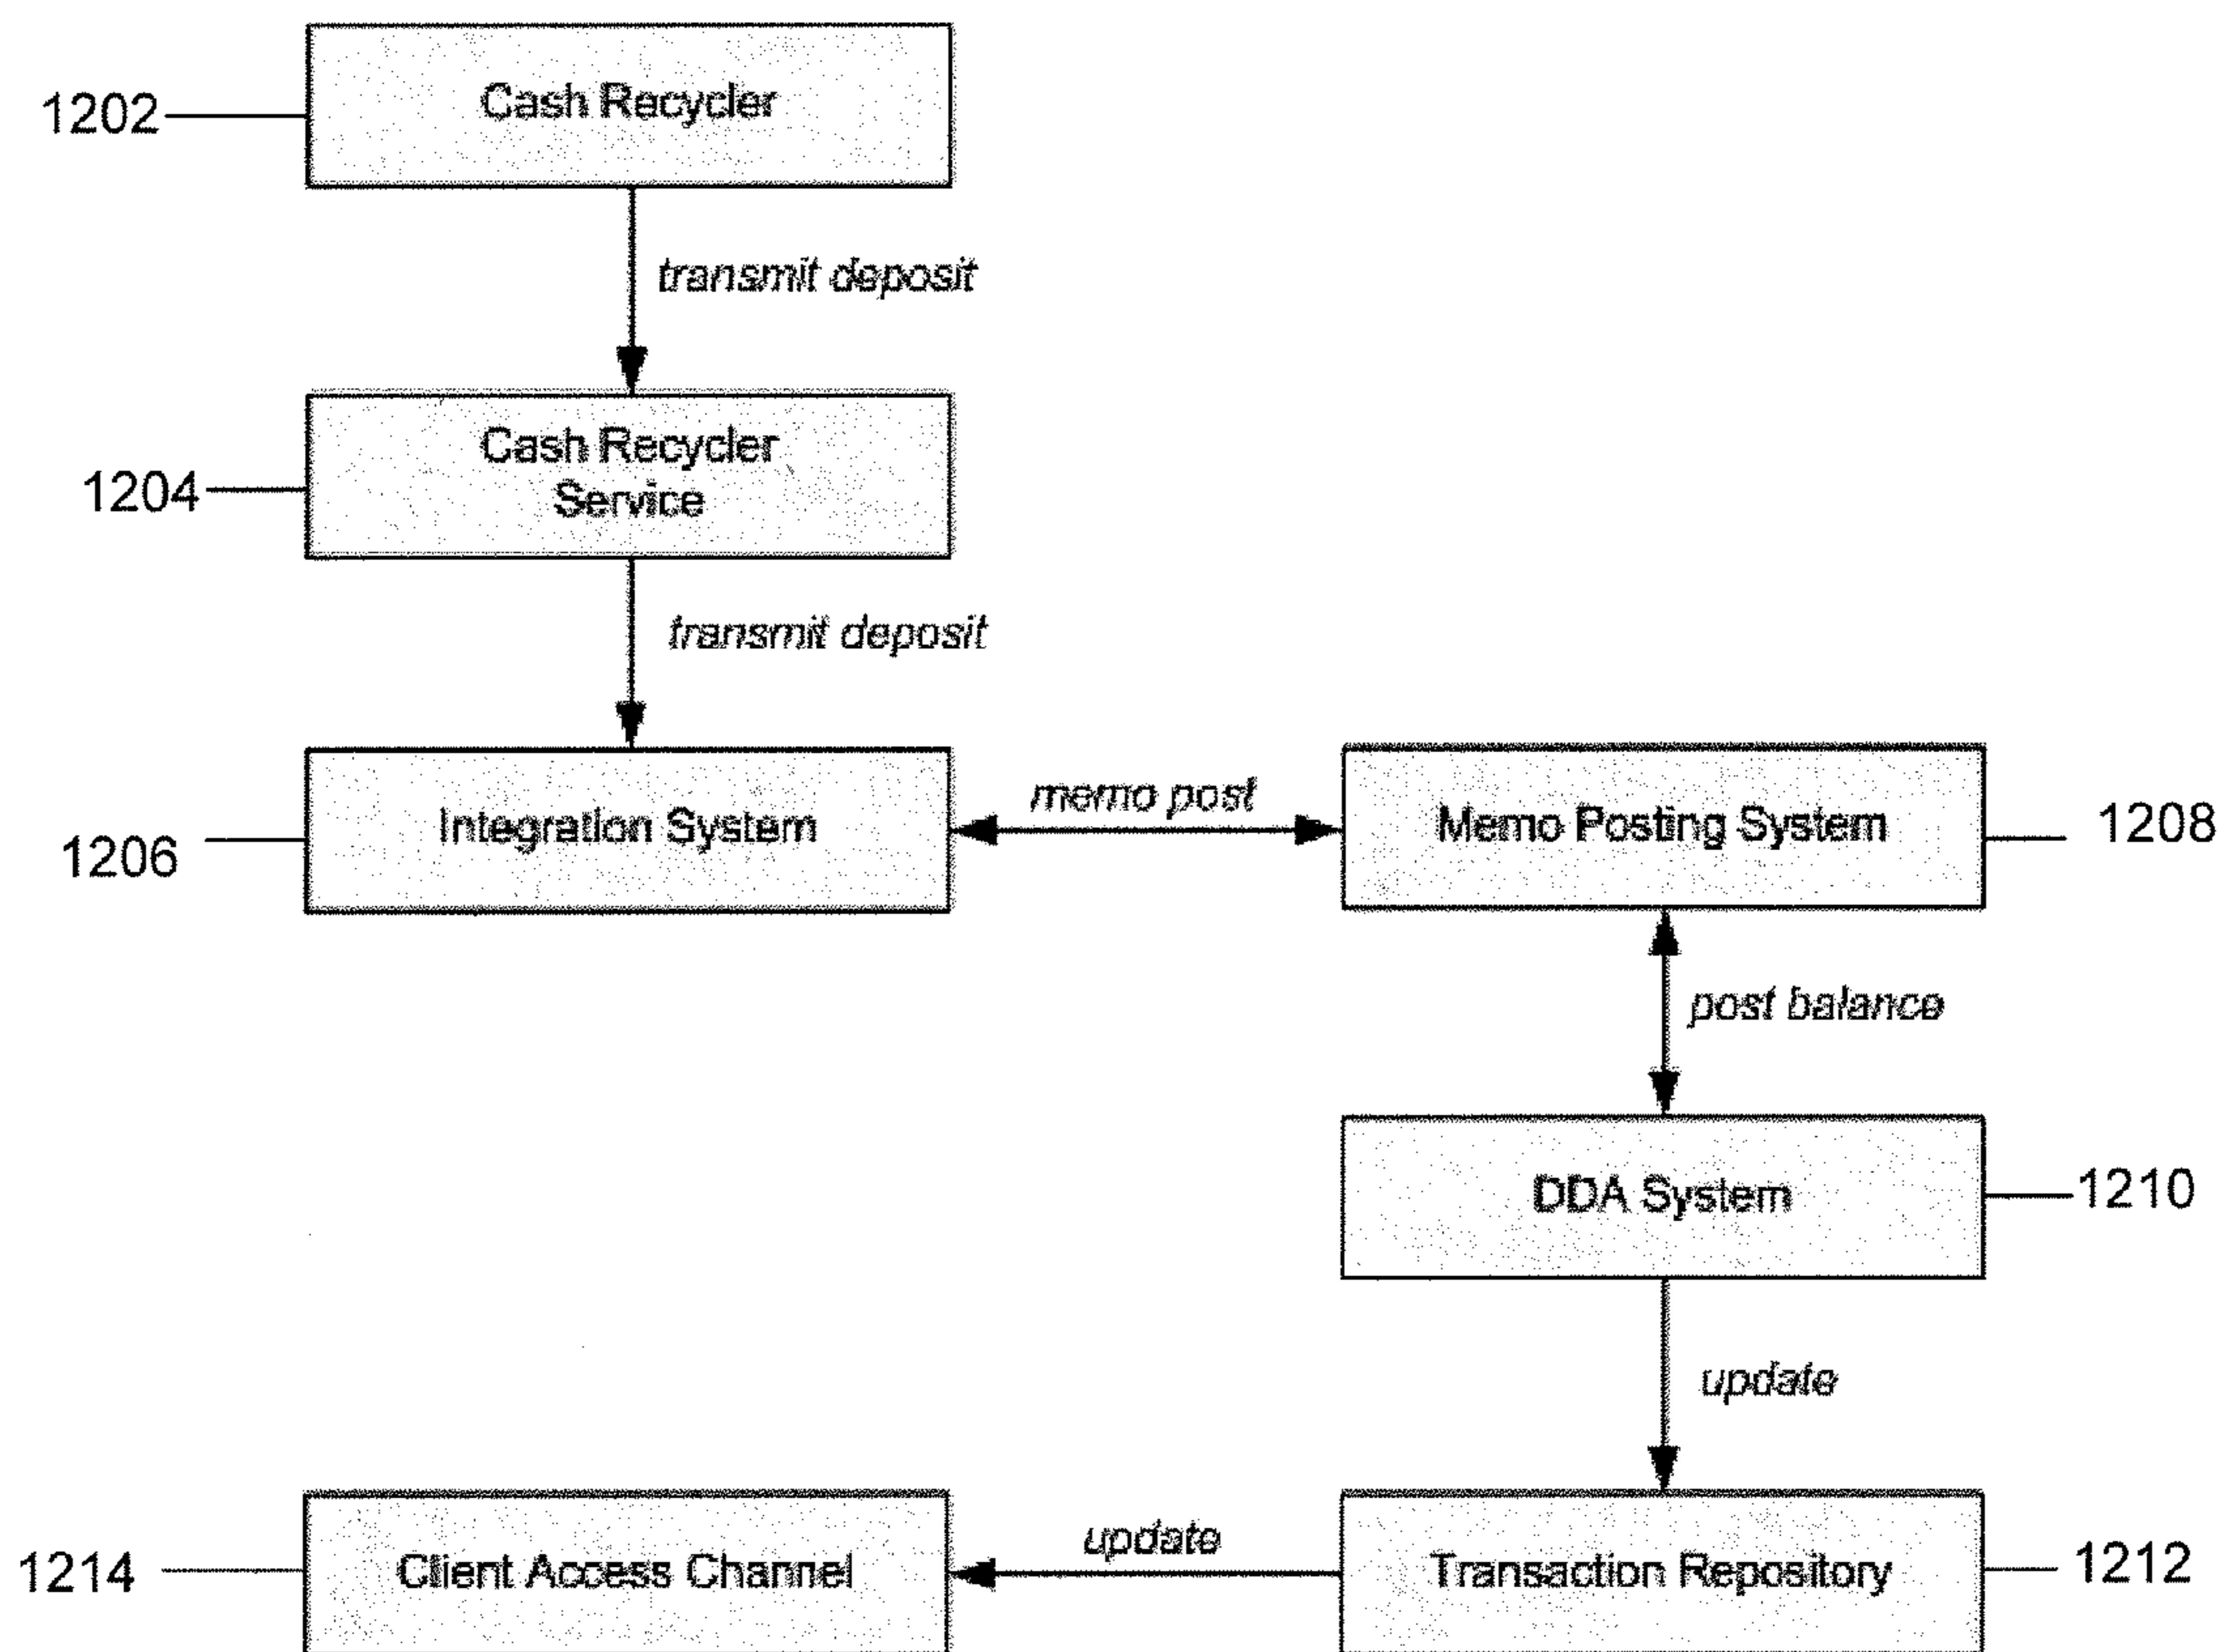 1202
Cash Recycler
transmit deposit
1204
Cash Recycler
Service
transmit deposit
1206
Integration System
memo post
Memo Posting System
1208
post balance
DDA System
1210
update
1214
Client Access Channel
update
Transaction Repository
1212